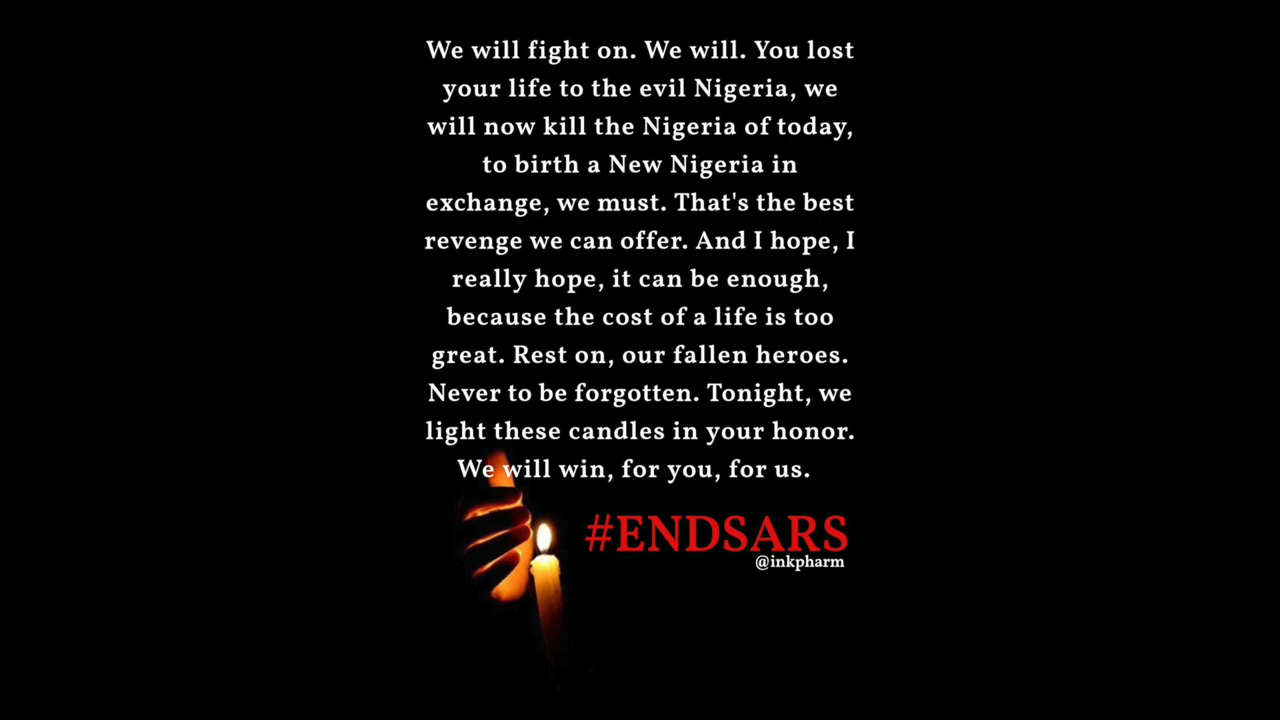 We will fight on. We will. You lost
your life to the evil Nigeria, we
will now kill the Nigeria of today,
to birth a New Nigeria in
exchange, we must. That's the best
revenge we can offer. And I hope, I
really hope, it can be enough,
because the cost of a life is too
great. Rest on, our fallen heroes.
Never to be forgotten. Tonight, we
light these candles in your honor.
We will win, for you, for us.
#ENDSARS
@inkpharm